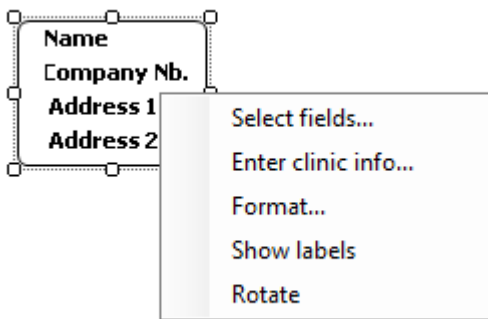 Name
Company Nb.
Address 1
Address 2
Select fields...
Enter clinic info...
Format...
Show labels
Rotate